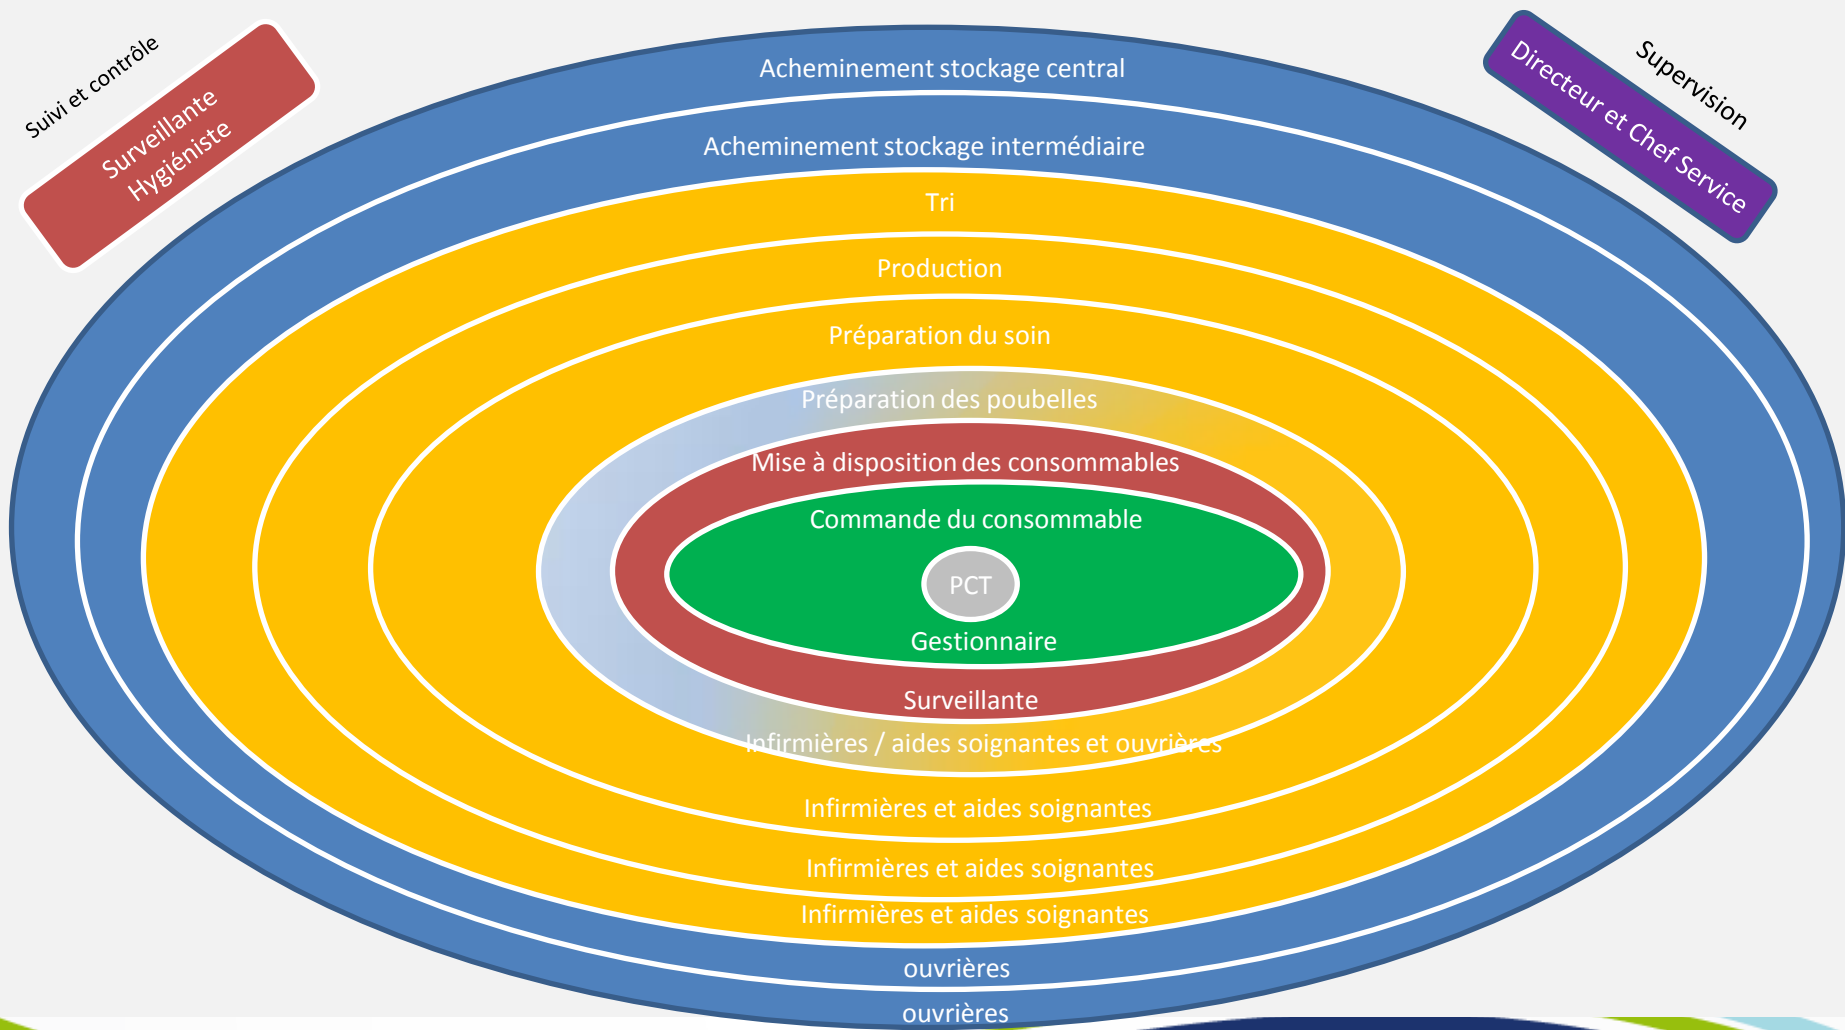 Suivi et contrôle
Surveillante
Hygiéniste
Supervision
Directeur et Chef Service
Acheminement stockage central
Acheminement stockage intermédiaire
Tri
Production
Préparation du soin
Préparation des poubelles
Mise à disposition des consommables
Commande du consommable
PCT
Gestionnaire
Surveillante
Infirmières / aides soignantes et ouvrières
Infirmières et aides soignantes
Infirmières et aides soignantes
Infirmières et aides soignantes
ouvrières
ouvrières